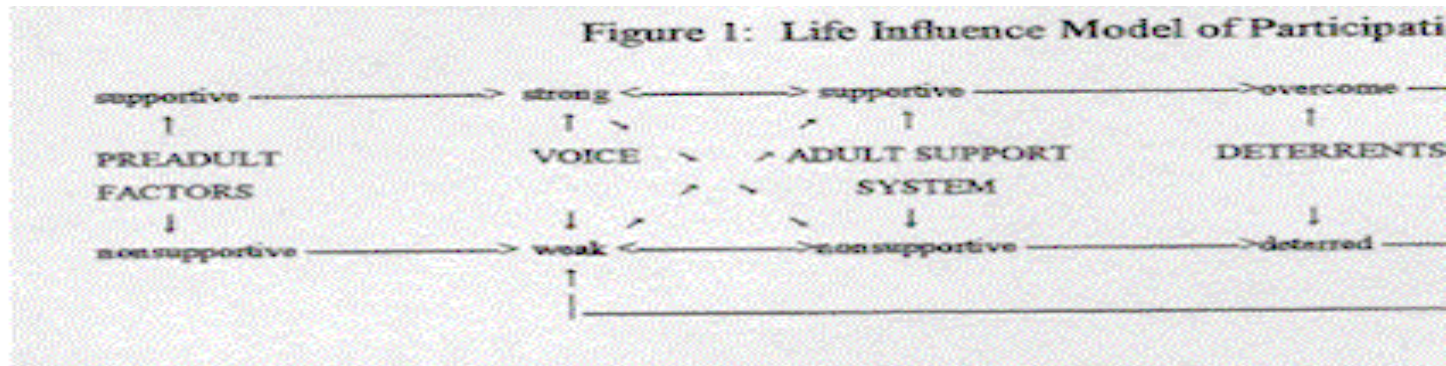 Figure 1: Life Influence Model of Participati
supportive strong supportive overcome
PREADULT VOICE ADULT SUPPORT DETERRENTS
FACTORS SYSTEM
nonsupportive weak nonsupportive deterred